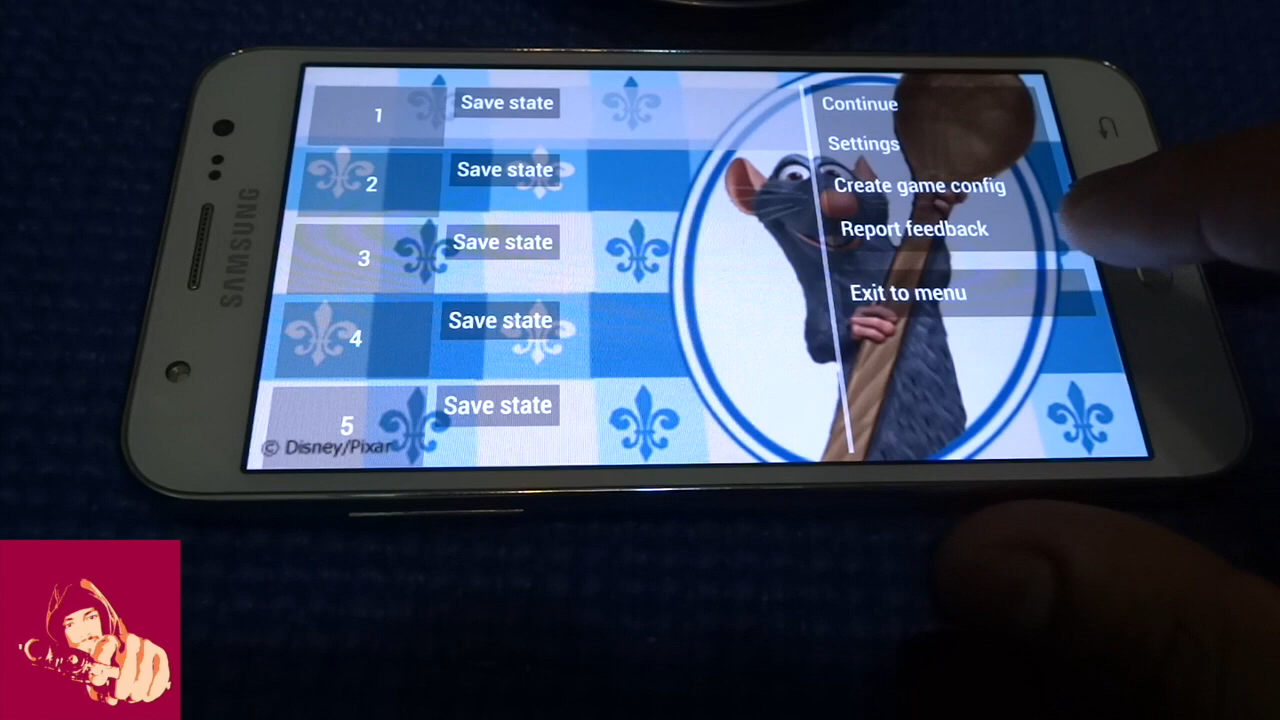 SAMSUNG
1 Save state
2 Save state
3 Save state
4 Save state
5 Save state
© Disney/Pixar
Continue
Settings
Create game config
Report feedback
Exit to menu